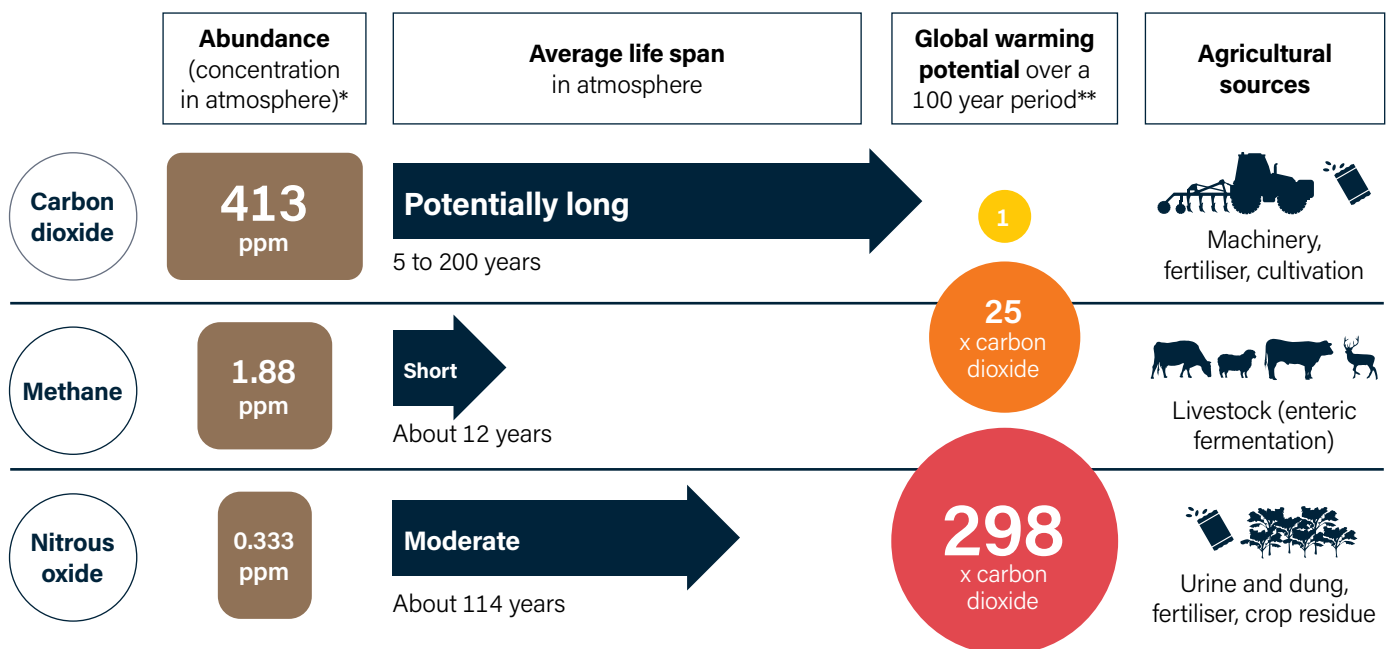 Abundance
(concentration
in atmosphere)*
Average life span
in atmosphere
Global warming
potential over a
100 year period**
Agricultural
sources
Carbon
dioxide
413
ppm
Potentially long
5 to 200 years
1
Machinery,
fertiliser, cultivation
Methane
1.88
ppm
Short
About 12 years
25
x carbon
dioxide
Livestock (enteric
fermentation)
Nitrous
oxide
0.333
ppm
Moderate
About 114 years
298
x carbon
dioxide
Urine and dung,
fertiliser, crop residue